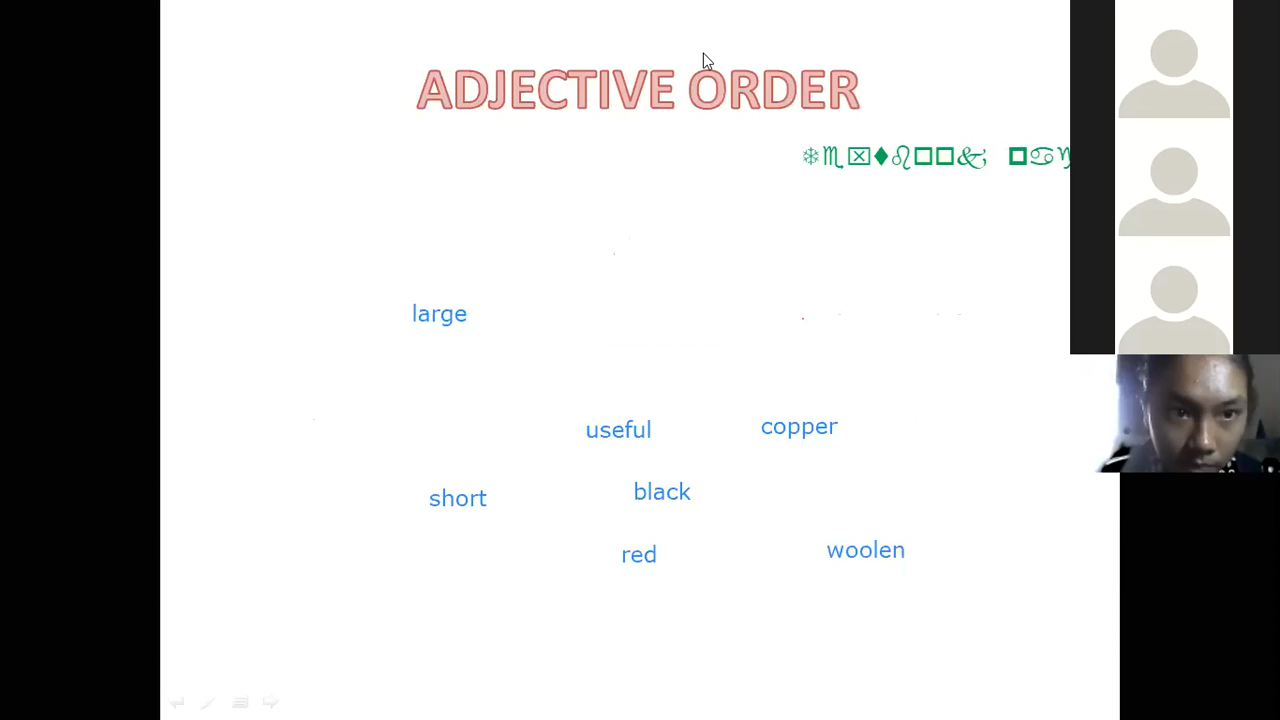 ADJECTIVE ORDER
large
useful
copper
short
black
red
woolen